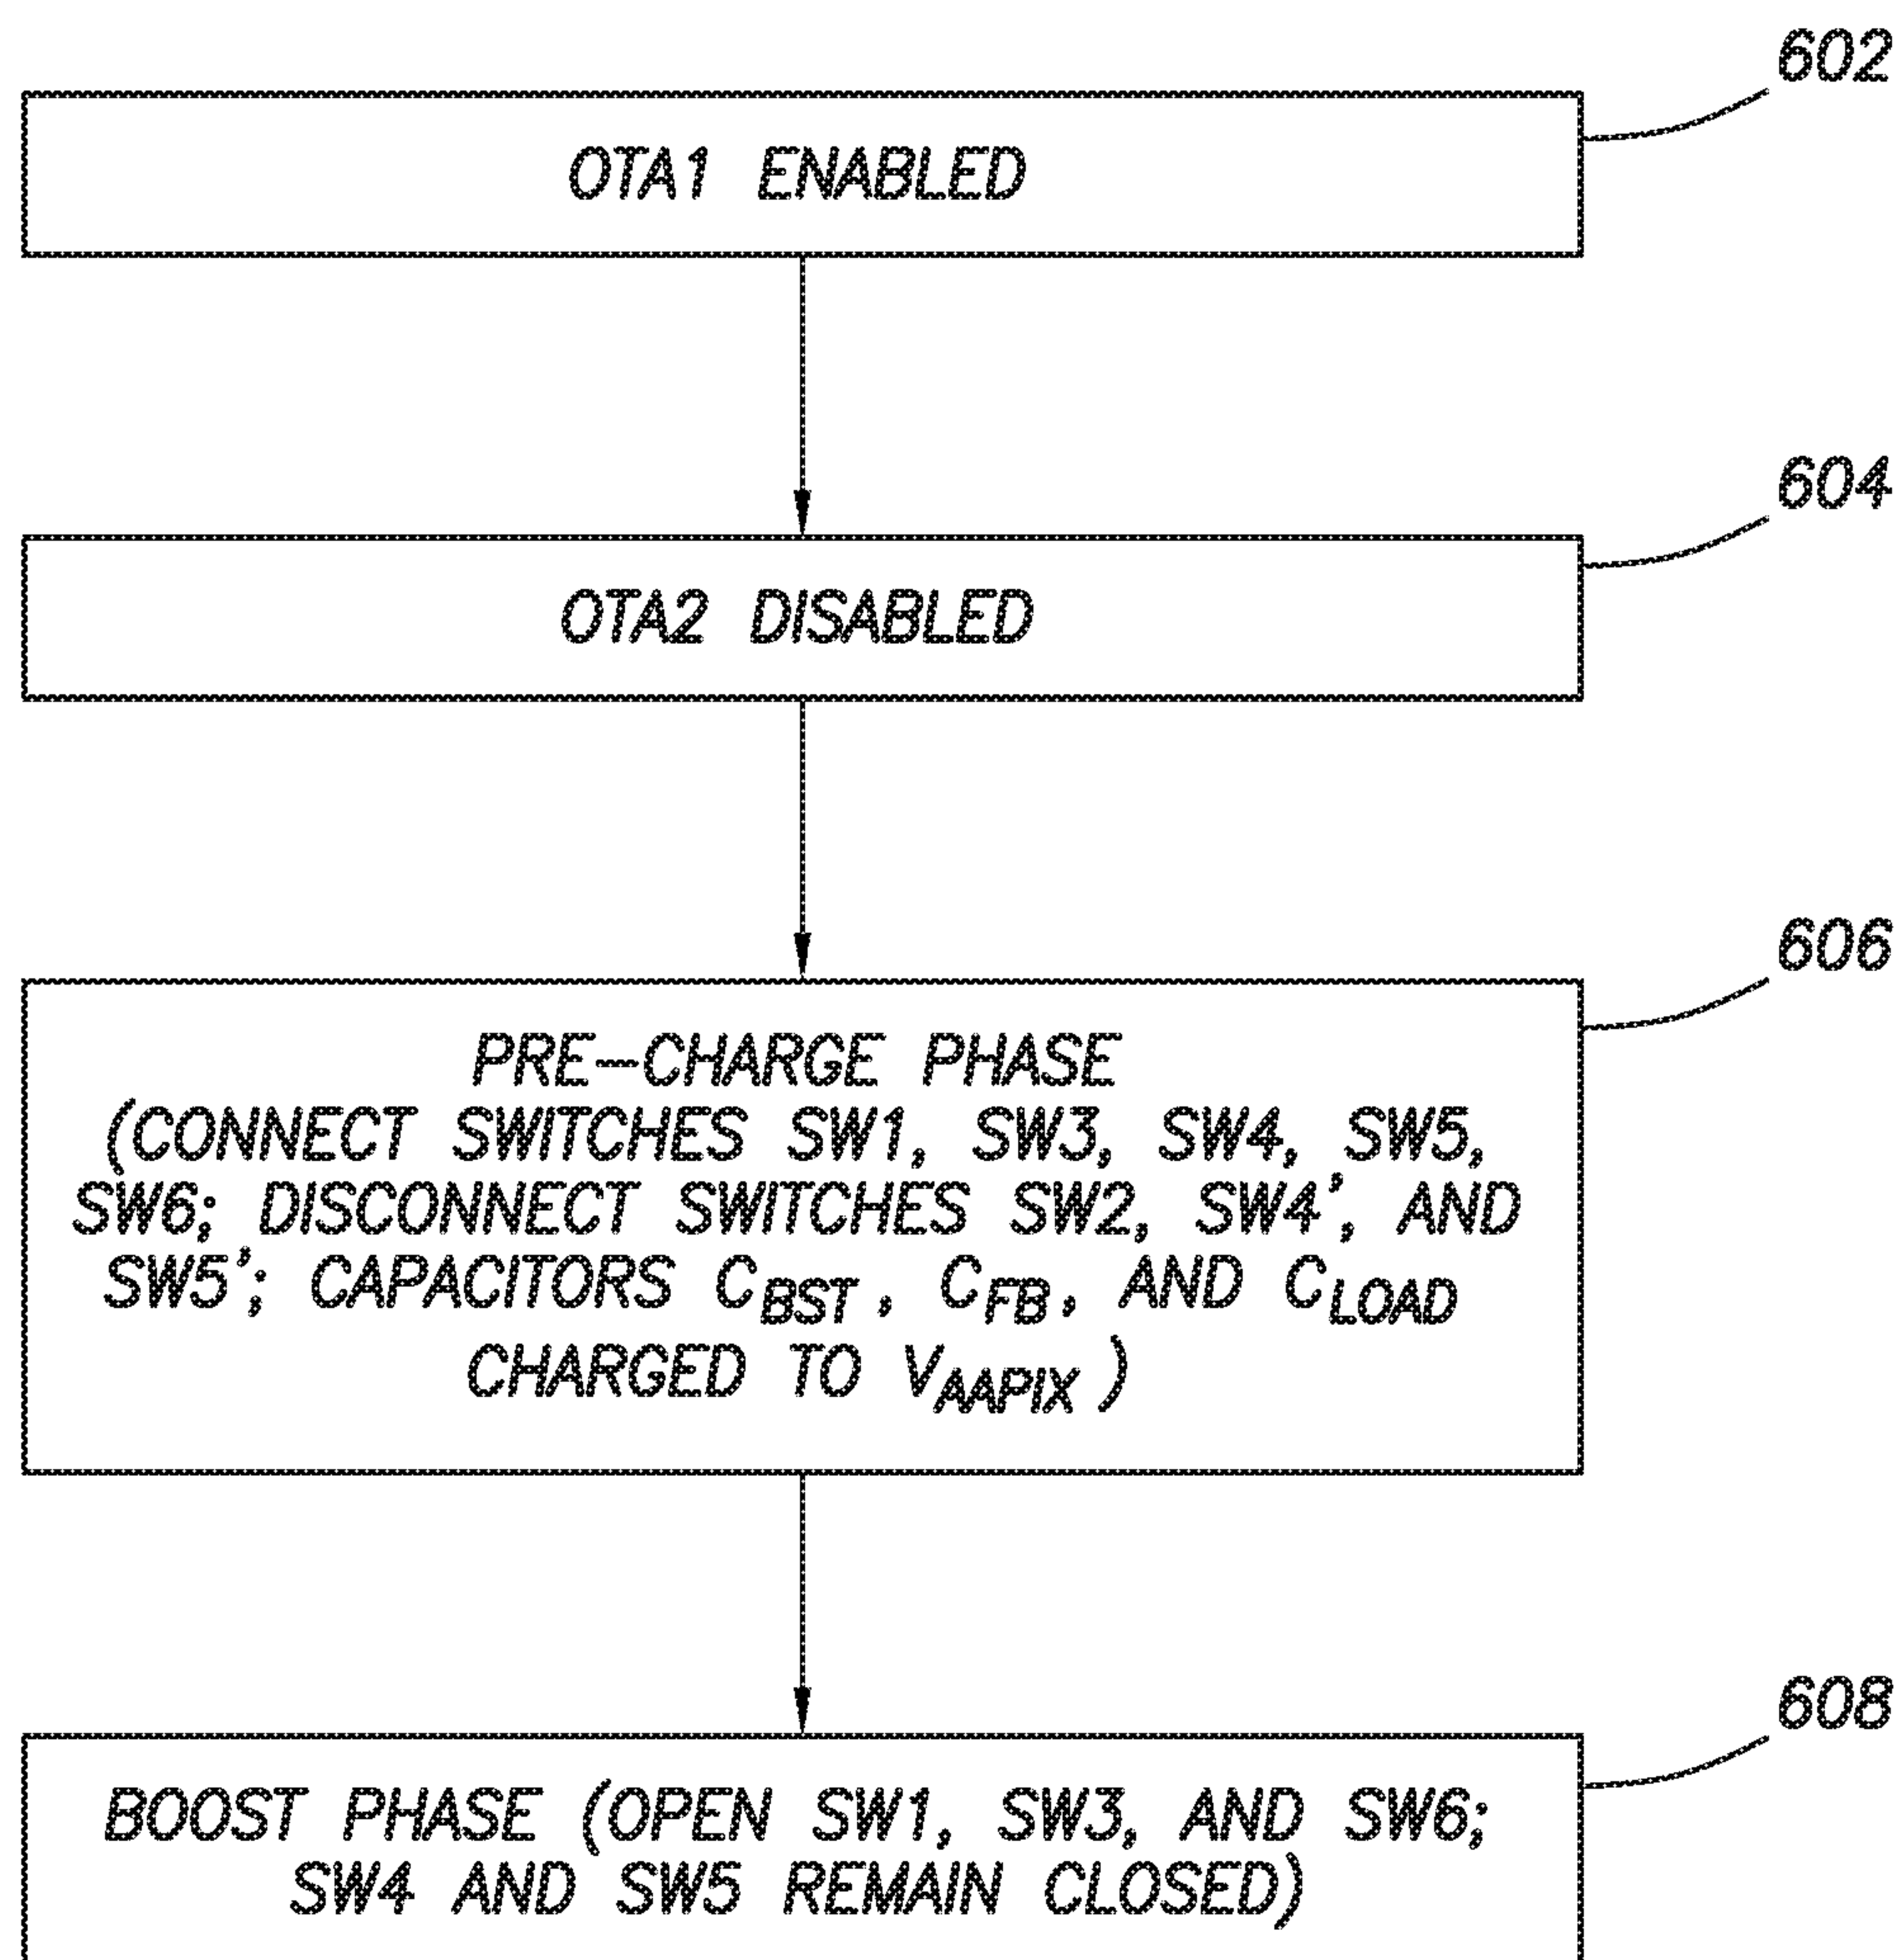 602
OTA1 ENABLED
604
OTA2 DISABLED
606
PRE-CHARGE PHASE
(CONNECT SWITCHES SW1, SW3, SW4, SW5,
SW6; DISCONNECT SWITCHES SW2, SW4', AND
SW5'; CAPACITORS CBST, CFB, AND CLOAD
CHARGED TO VAAPIX )
608
BOOST PHASE (OPEN SW1, SW3, AND SW6;
SW4 AND SW5 REMAIN CLOSED)